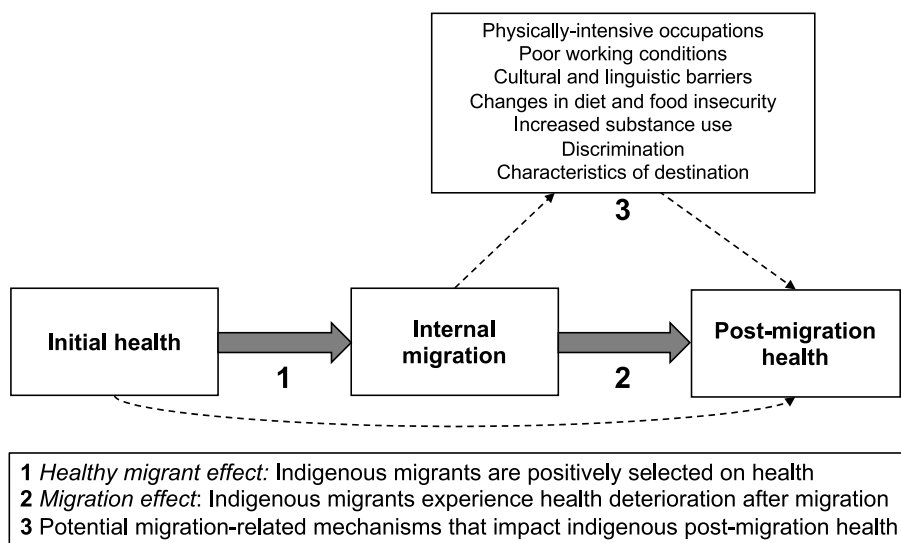 Physically-intensive occupations
Poor working conditions
Cultural and linguistic barriers
Changes in diet and food insecurity
Increased substance use
Discrimination
Characteristics of destination
3
Initial health
1
Internal
migration
2
Post-migration
health
1 Healthy migrant effect: Indigenous migrants are positively selected on health
2 Migration effect: Indigenous migrants experience health deterioration after migration
3 Potential migration-related mechanisms that impact indigenous post-migration health